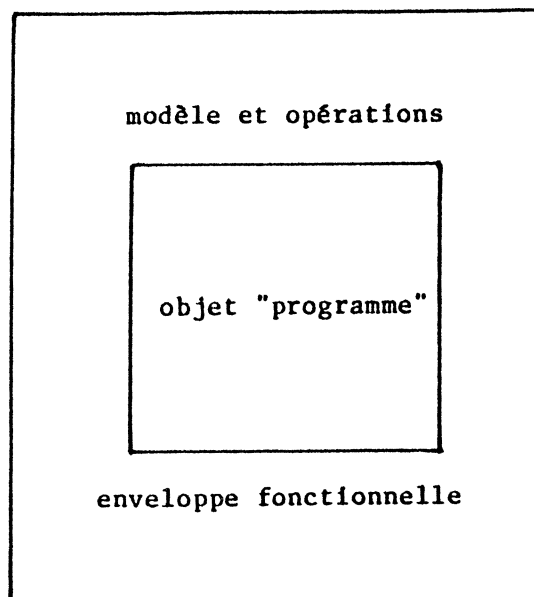 modèle et opérations
objet "programme"
enveloppe fonctionnelle